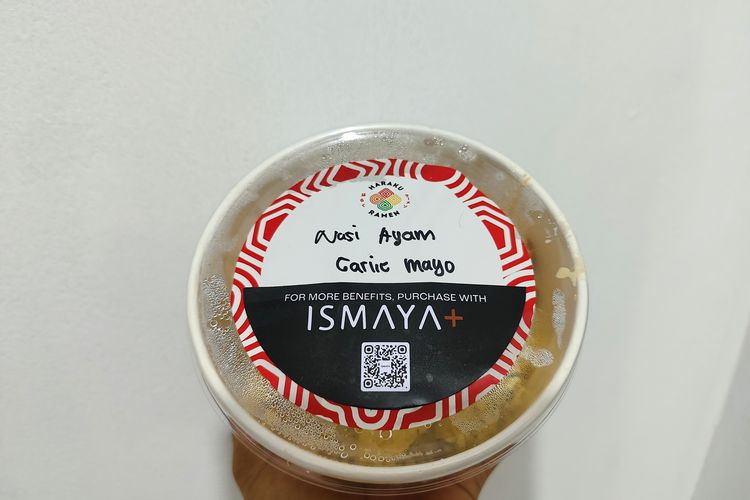 HARAKU
RAMEN
Nasi Ayam
Garlic mayo
FOR MORE BENEFITS, PURCHASE WITH
ISMAYA+